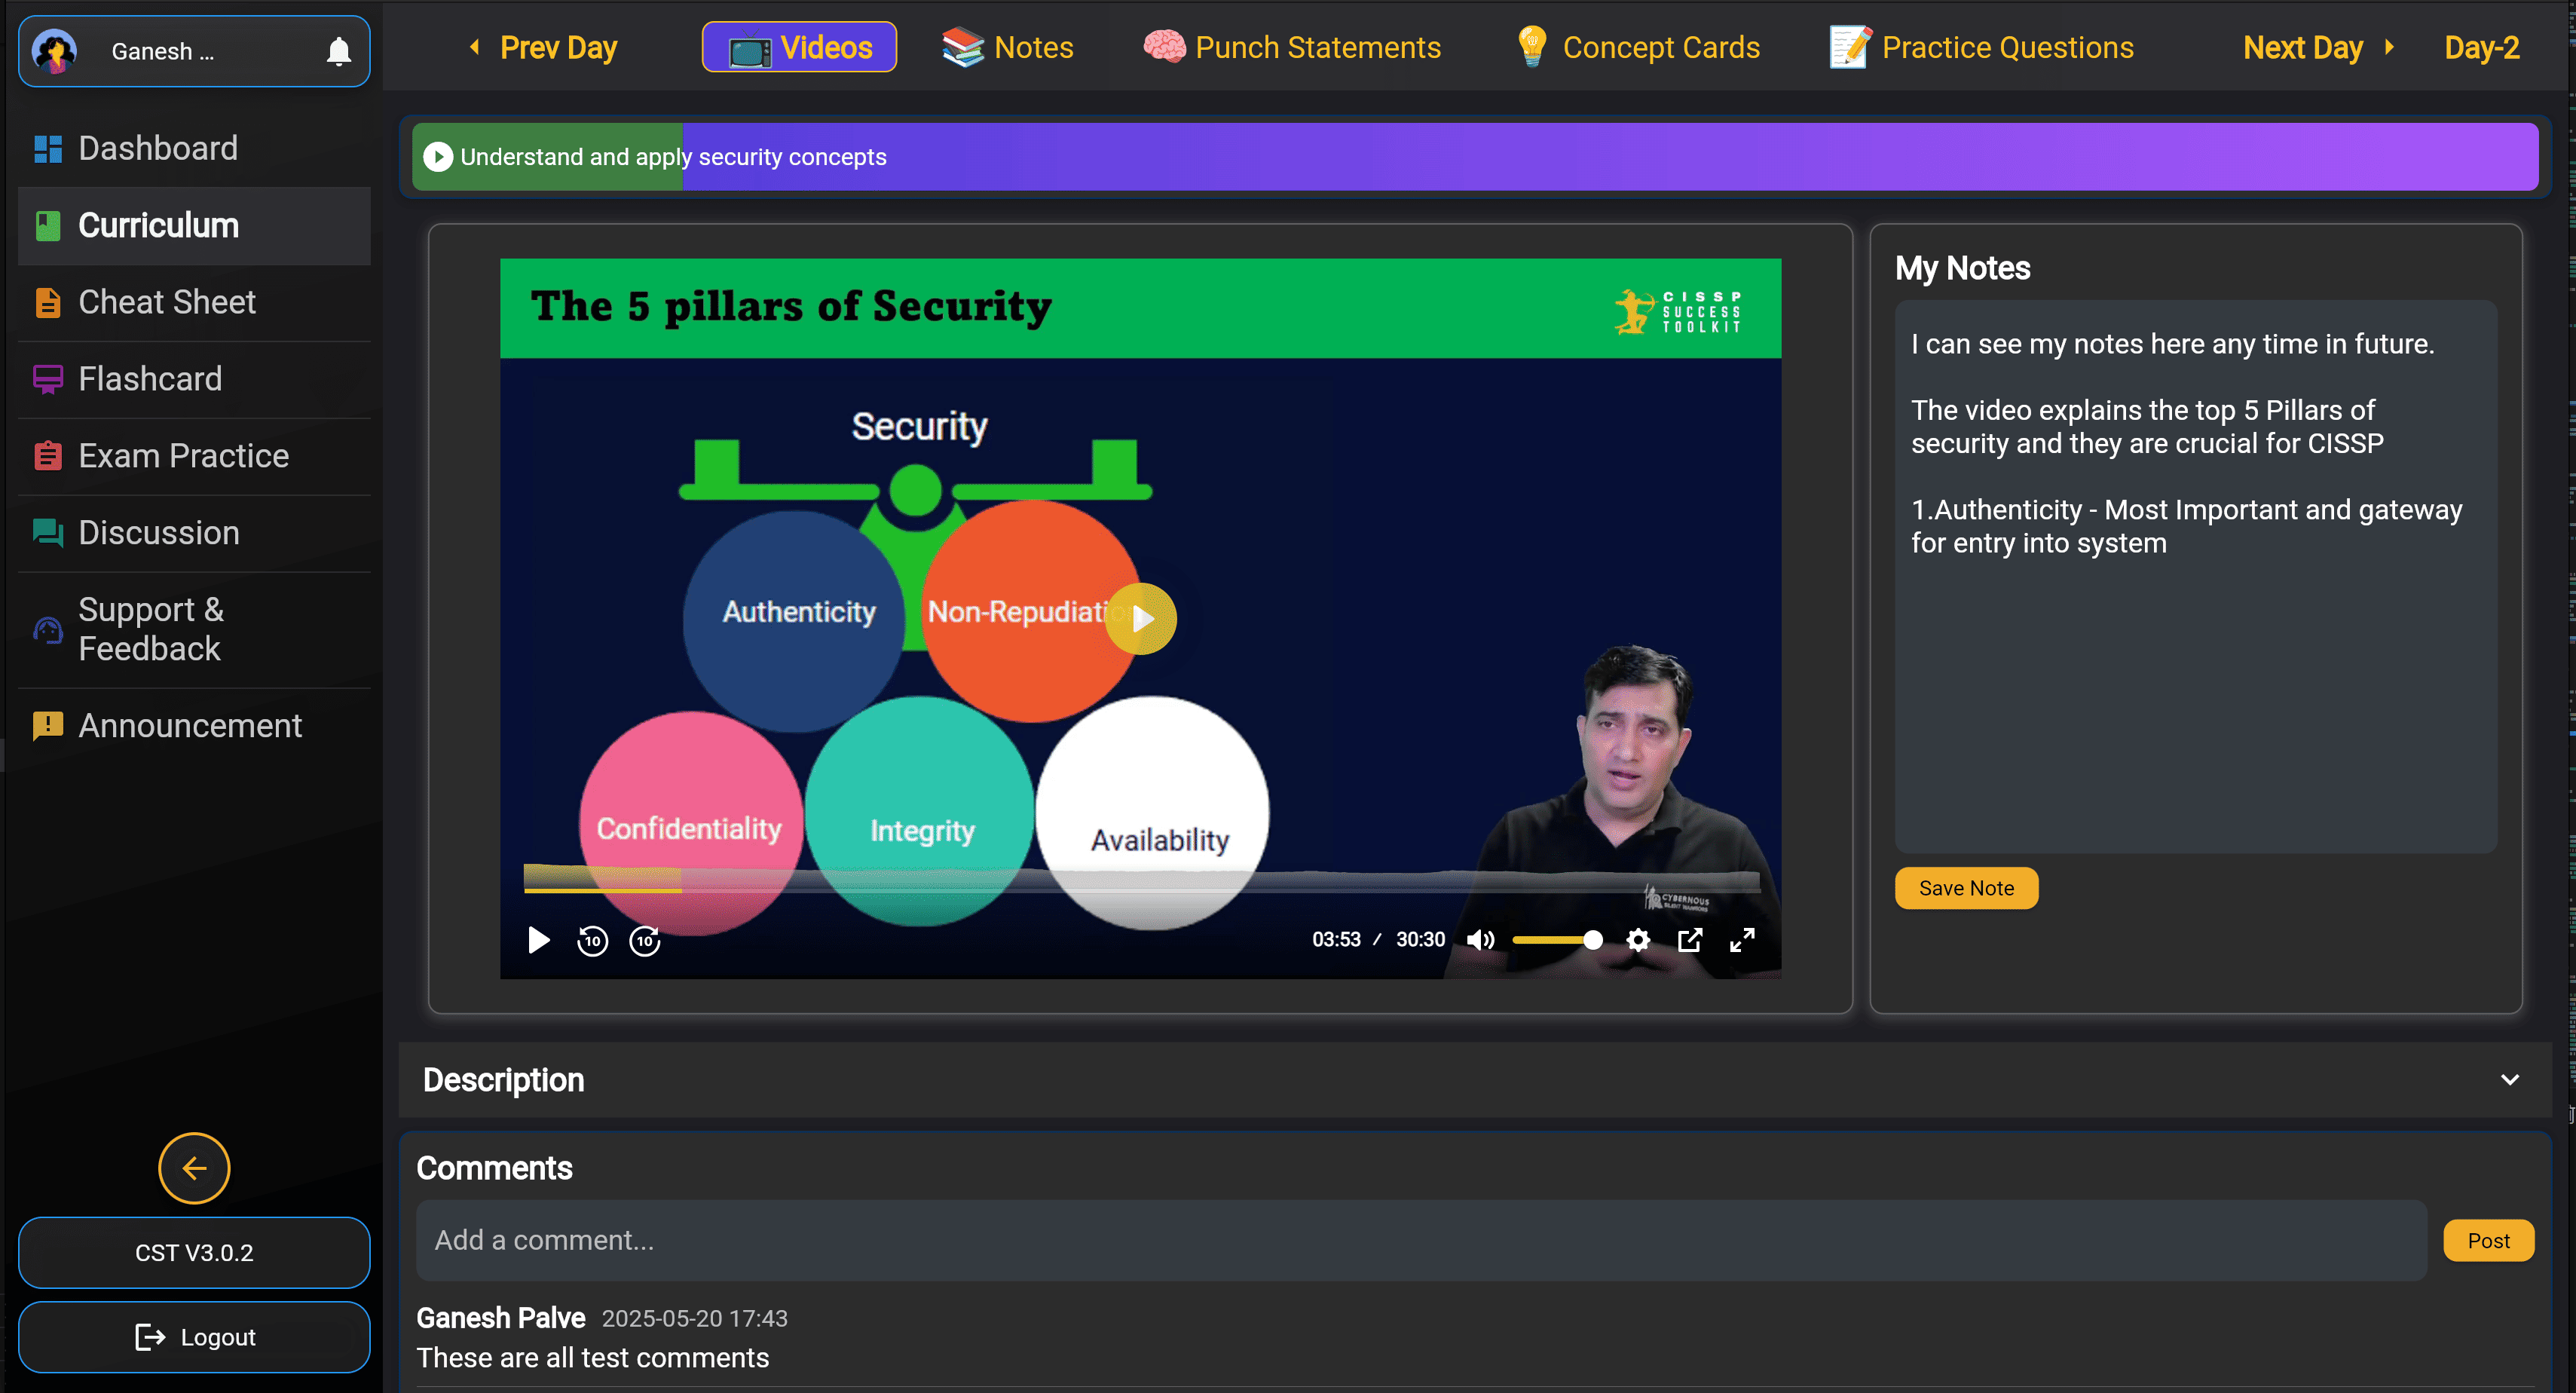 Ganesh ...
Prev Day
Videos
Notes
Punch Statements
Concept Cards
Practice Questions
Next Day
Day-2
Dashboard
Curriculum
Cheat Sheet
Flashcard
Exam Practice
Discussion
Support &
Feedback
Announcement
CST V3.0.2
Logout
Understand and apply security concepts
The 5 pillars of Security
CISSP
SUCCESS
TOOLKIT
Security
Authenticity
Non-Repudiation
Confidentiality
Integrity
Availability
CYBERNOUS
10
10
03:53 / 30:30
My Notes
I can see my notes here any time in future.
The video explains the top 5 Pillars of
security and they are crucial for CISSP
1.Authenticity - Most Important and gateway
for entry into system
Save Note
Description
Comments
Add a comment...
Post
Ganesh Palve 2025-05-20 17:43
These are all test comments